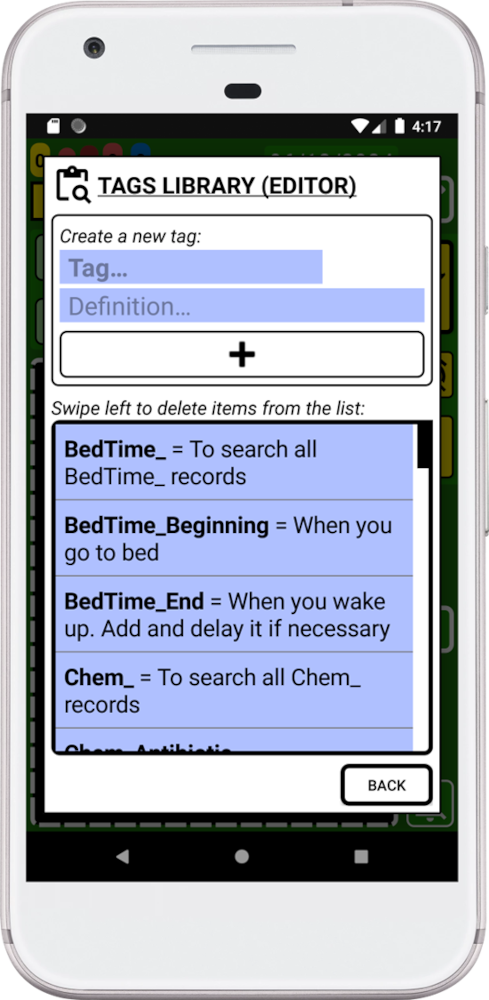 4:17
TAGS LIBRARY (EDITOR)
Create a new tag:
Tag...
Definition...
+
Swipe left to delete items from the list:
BedTime_ = To search all
BedTime_ records
BedTime_Beginning = When you
go to bed
BedTime_End = When you wake
up. Add and delay it if necessary
Chem_ = To search all Chem_
records
Chem_Antibiotic
BACK